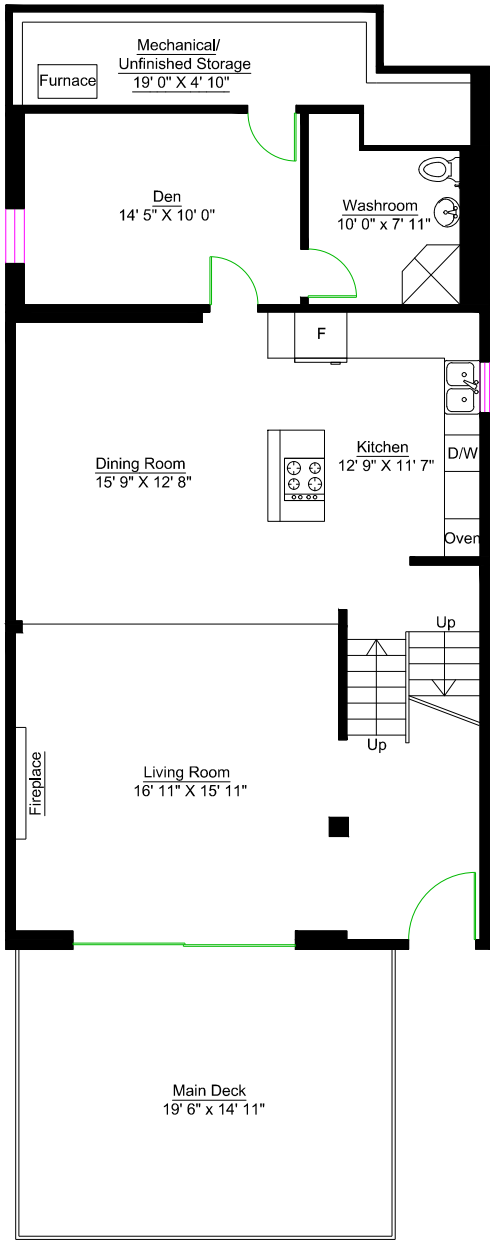 Mechanical/
Unfinished Storage
19' 0" X 4' 10"
Furnace
Den
14' 5" X 10' 0"
Washroom
10' 0" x 7' 11"
F
Kitchen
12' 9" X 11' 7"
D/W
Oven
Dining Room
15' 9" X 12' 8"
Up
Up
Living Room
16' 11" X 15' 11"
Fireplace
Main Deck
19' 6" x 14' 11"